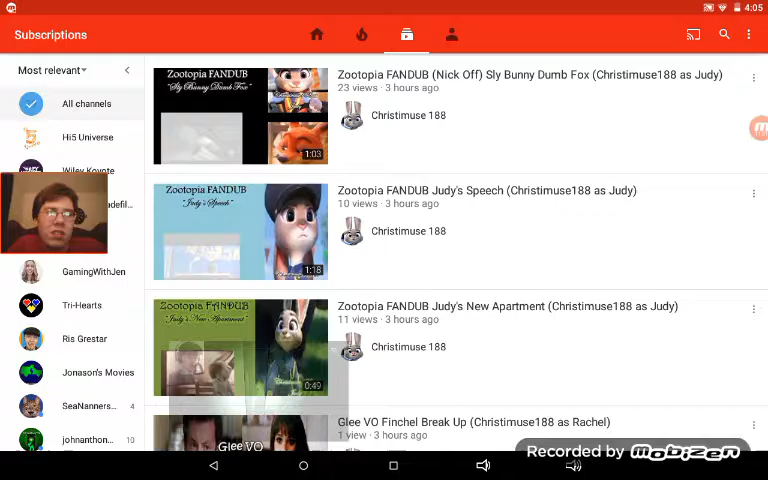 4:05
Subscriptions
Most relevant
All channels
Hi5 Universe
Wiley Koyote
GamingWithJen
Tri-Hearts
Ris Grestar
Jonason's Movies
SeaNanners... 4
johnanthon... 10
Zootopia FANDUB
"Sly Bunny Dumb Fox"
1:03
Zootopia FANDUB (Nick Off) Sly Bunny Dumb Fox (Christimuse188 as Judy)
23 views · 3 hours ago
Christimuse 188
Zootopia FANDUB
"Judy's Speech"
1:18
Zootopia FANDUB Judy's Speech (Christimuse188 as Judy)
10 views · 3 hours ago
Christimuse 188
Zootopia FANDUB
"Judy's New Apartment"
0:49
Zootopia FANDUB Judy's New Apartment (Christimuse188 as Judy)
11 views · 3 hours ago
Christimuse 188
Glee VO
Glee VO Finchel Break Up (Christimuse188 as Rachel)
1 view · 3 hours ago
Recorded by mobizen